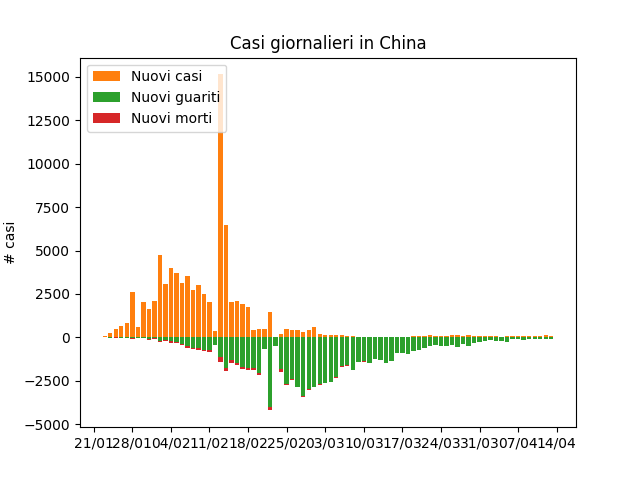 Casi giornalieri in China
# casi
15000
12500
10000
7500
5000
2500
0
−2500
−5000
Nuovi casi
Nuovi guariti
Nuovi morti
21/01 28/01 04/02 11/02 18/02 25/02 03/03 10/03 17/03 24/03 31/03 07/04 14/04